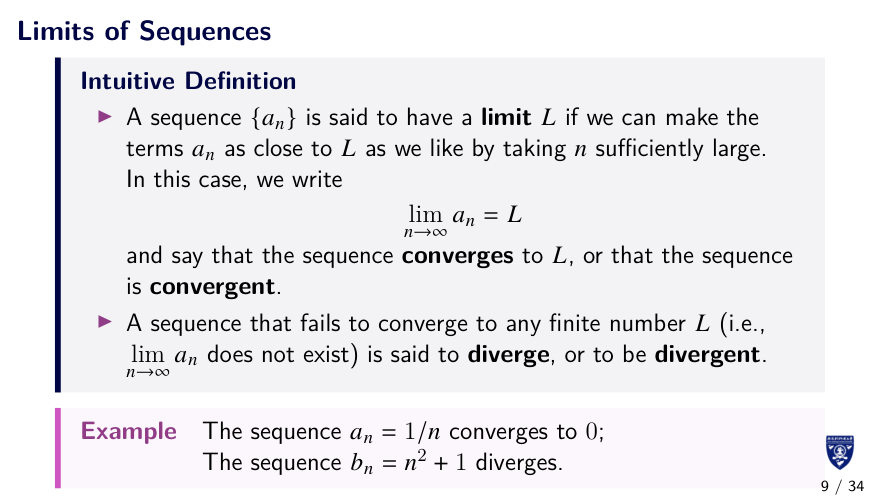 Limits of Sequences
Intuitive Definition
▶ A sequence {aₙ} is said to have a limit L if we can make the
terms aₙ as close to L as we like by taking n sufficiently large.
In this case, we write
lim n→∞ aₙ = L
and say that the sequence converges to L, or that the sequence
is convergent.
▶ A sequence that fails to converge to any finite number L (i.e.,
lim n→∞ aₙ does not exist) is said to diverge, or to be divergent.
Example The sequence aₙ = 1/n converges to 0;
The sequence bₙ = n² + 1 diverges.
9 / 34